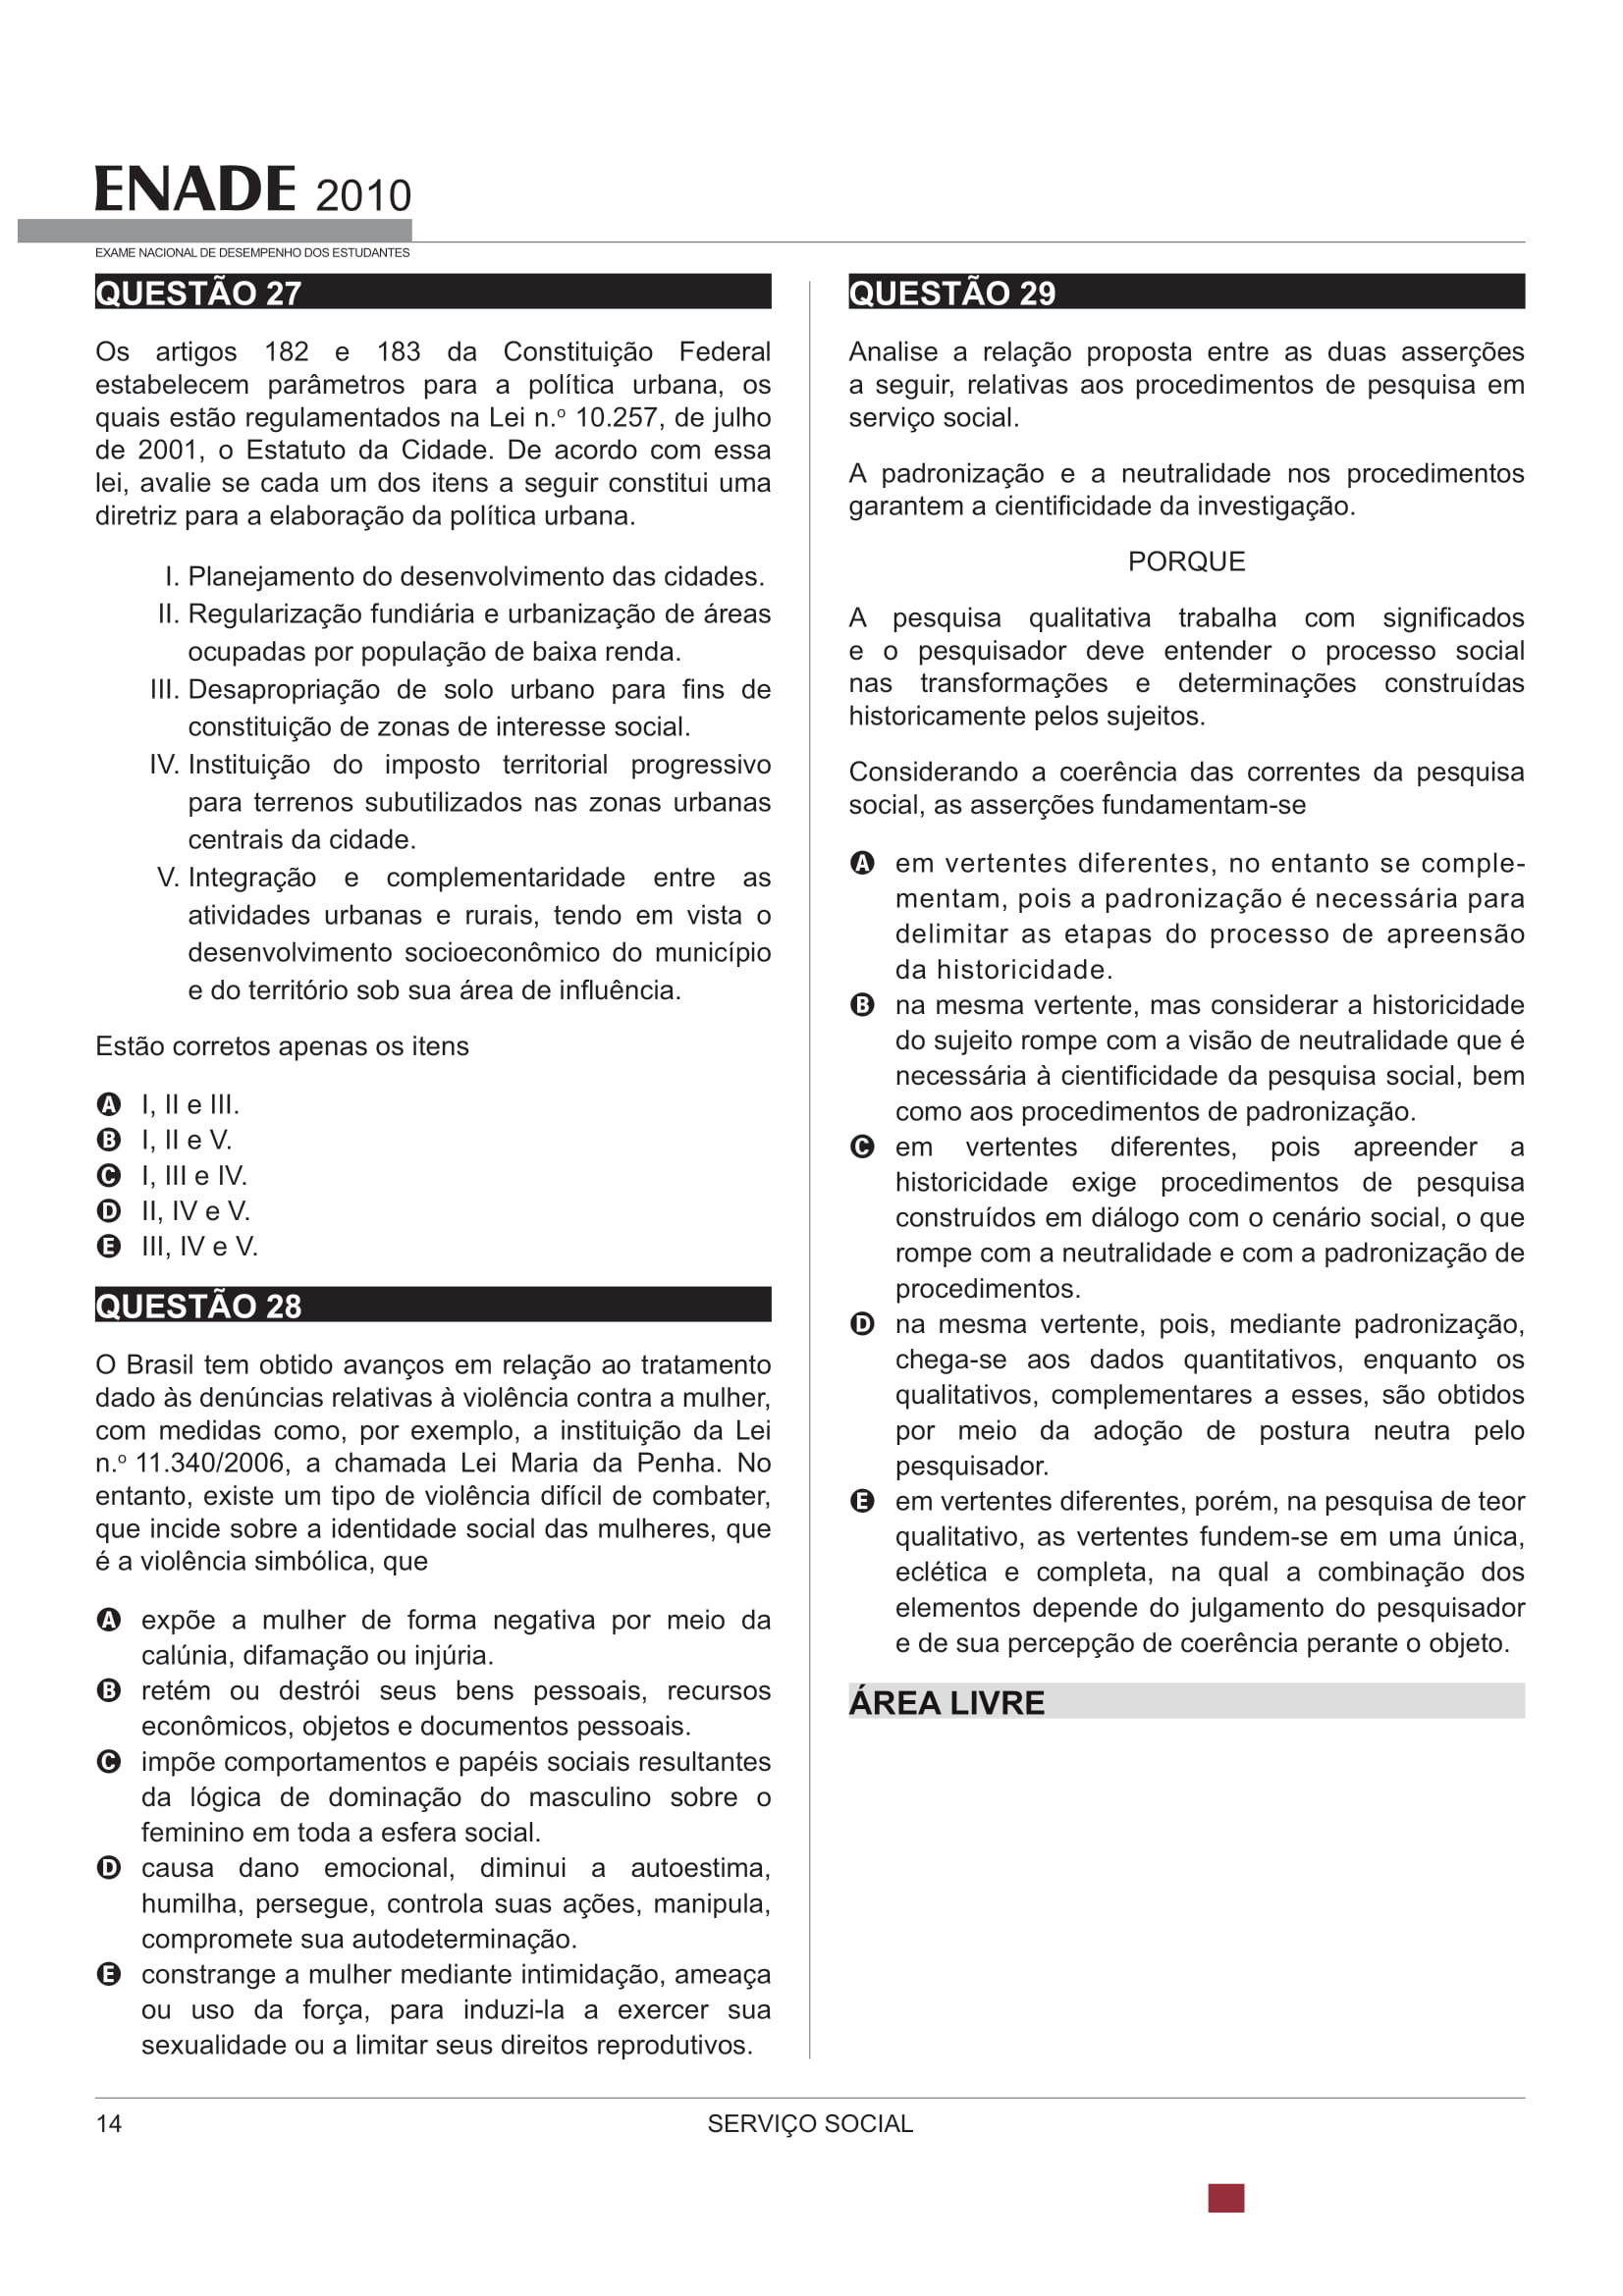 ENADE 2010
EXAME NACIONAL DE DESEMPENHO DOS ESTUDANTES
QUESTÃO 27
Os artigos 182 e 183 da Constituição Federal
estabelecem parâmetros para a política urbana, os
quais estão regulamentados na Lei n.º 10.257, de julho
de 2001, o Estatuto da Cidade. De acordo com essa
lei, avalie se cada um dos itens a seguir constitui uma
diretriz para a elaboração da política urbana.
I. Planejamento do desenvolvimento das cidades.
II. Regularização fundiária e urbanização de áreas
ocupadas por população de baixa renda.
III. Desapropriação de solo urbano para fins de
constituição de zonas de interesse social.
IV. Instituição do imposto territorial progressivo
para terrenos subutilizados nas zonas urbanas
centrais da cidade.
V. Integração e complementaridade entre as
atividades urbanas e rurais, tendo em vista o
desenvolvimento socioeconômico do município
e do território sob sua área de influência.
Estão corretos apenas os itens
A I, II e III.
B I, II e V.
C I, III e IV.
D II, IV e V.
E III, IV e V.
QUESTÃO 28
O Brasil tem obtido avanços em relação ao tratamento
dado às denúncias relativas à violência contra a mulher,
com medidas como, por exemplo, a instituição da Lei
n.º 11.340/2006, a chamada Lei Maria da Penha. No
entanto, existe um tipo de violência difícil de combater,
que incide sobre a identidade social das mulheres, que
é a violência simbólica, que
A expõe a mulher de forma negativa por meio da
calúnia, difamação ou injúria.
B retém ou destrói seus bens pessoais, recursos
econômicos, objetos e documentos pessoais.
C impõe comportamentos e papéis sociais resultantes
da lógica de dominação do masculino sobre o
feminino em toda a esfera social.
D causa dano emocional, diminui a autoestima,
humilha, persegue, controla suas ações, manipula,
compromete sua autodeterminação.
E constrange a mulher mediante intimidação, ameaça
ou uso da força, para induzi-la a exercer sua
sexualidade ou a limitar seus direitos reprodutivos.
QUESTÃO 29
Analise a relação proposta entre as duas asserções
a seguir, relativas aos procedimentos de pesquisa em
serviço social.
A padronização e a neutralidade nos procedimentos
garantem a cientificidade da investigação.
PORQUE
A pesquisa qualitativa trabalha com significados
e o pesquisador deve entender o processo social
nas transformações e determinações construídas
historicamente pelos sujeitos.
Considerando a coerência das correntes da pesquisa
social, as asserções fundamentam-se
A em vertentes diferentes, no entanto se comple-
mentam, pois a padronização é necessária para
delimitar as etapas do processo de apreensão
da historicidade.
B na mesma vertente, mas considerar a historicidade
do sujeito rompe com a visão de neutralidade que é
necessária à cientificidade da pesquisa social, bem
como aos procedimentos de padronização.
C em vertentes diferentes, pois apreender a
historicidade exige procedimentos de pesquisa
construídos em diálogo com o cenário social, o que
rompe com a neutralidade e com a padronização de
procedimentos.
D na mesma vertente, pois, mediante padronização,
chega-se aos dados quantitativos, enquanto os
qualitativos, complementares a esses, são obtidos
por meio da adoção de postura neutra pelo
pesquisador.
E em vertentes diferentes, porém, na pesquisa de teor
qualitativo, as vertentes fundem-se em uma única,
eclética e completa, na qual a combinação dos
elementos depende do julgamento do pesquisador
e de sua percepção de coerência perante o objeto.
ÁREA LIVRE
14
SERVIÇO SOCIAL